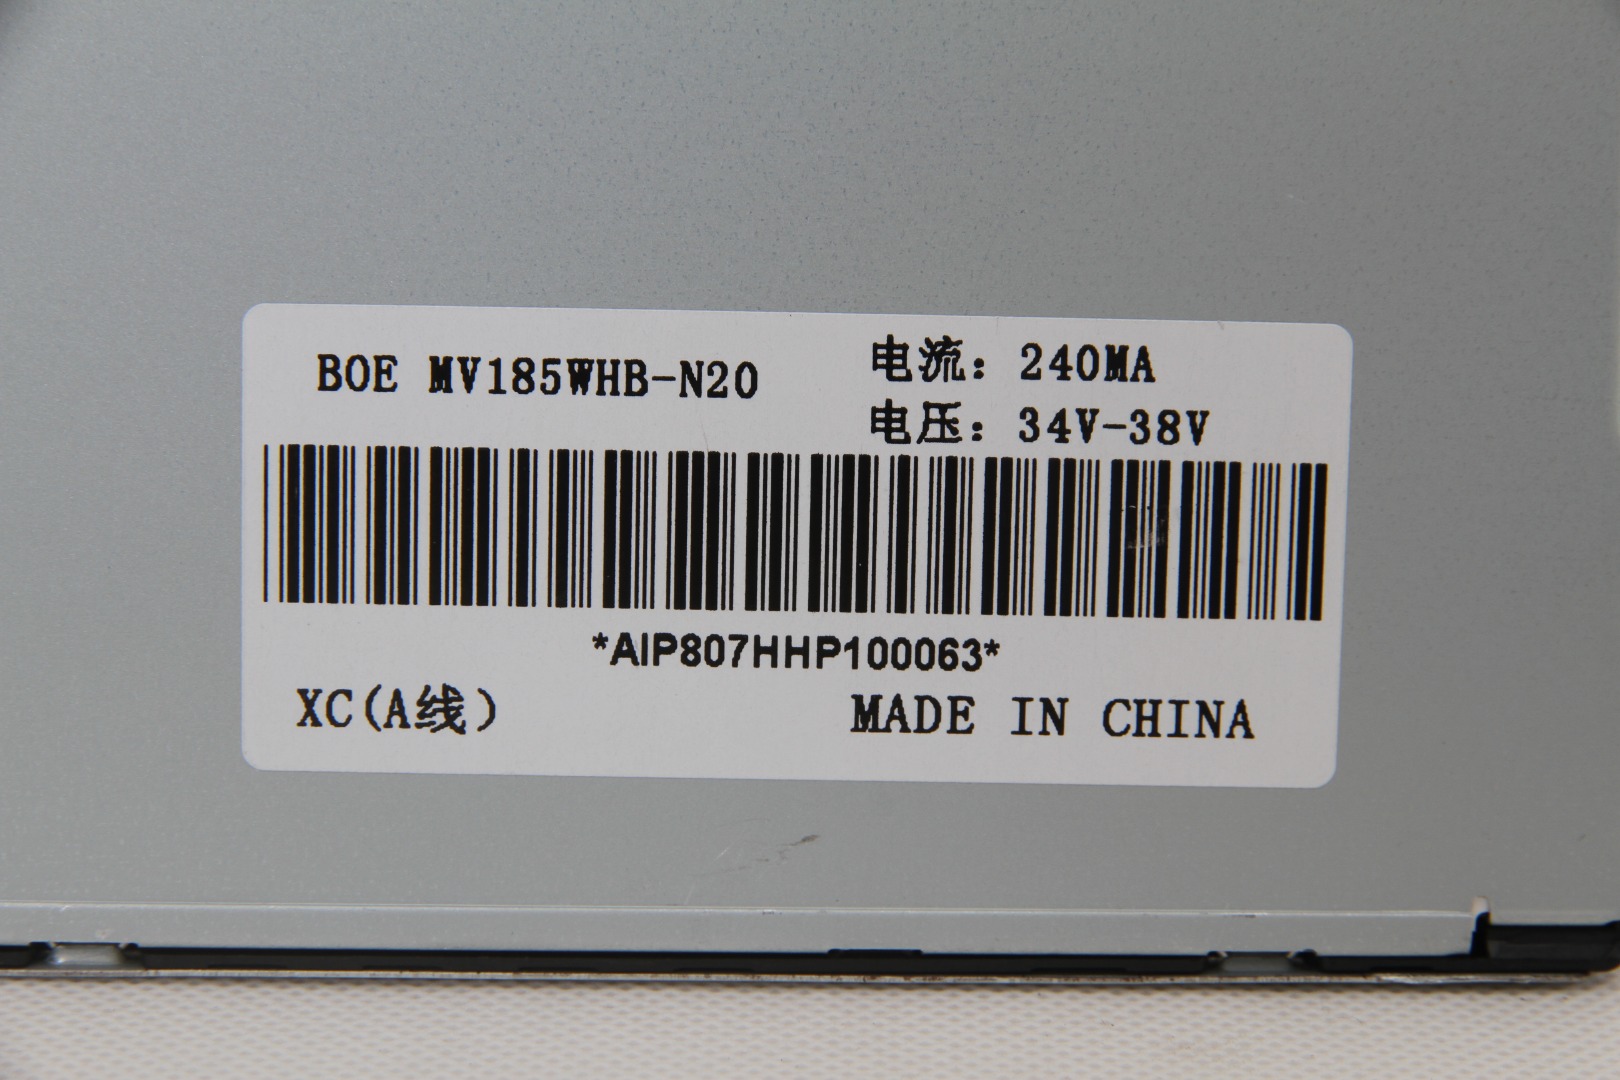 BOE MV185WHB-N20
电流：240MA
电压：34V-38V
*AIP807HHP100063*
XC(A线)
MADE IN CHINA